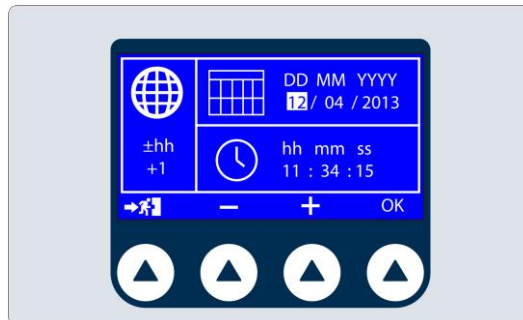 DD MM YYYY
12/ 04 / 2013
±hh
+1
hh mm ss
11 : 34 : 15
− + OK